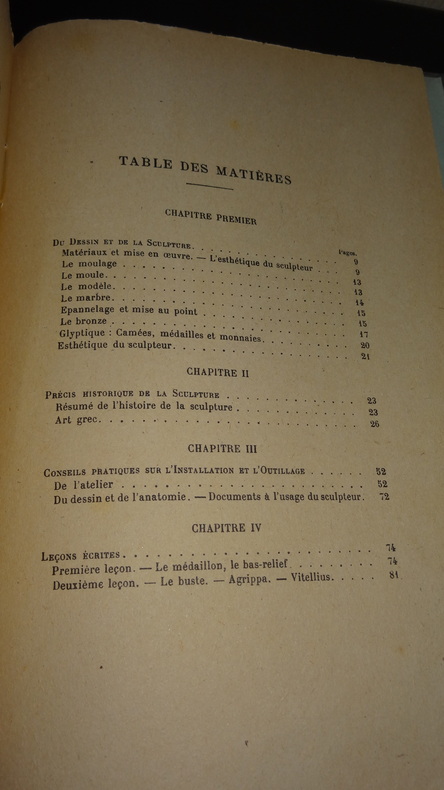 TABLE DES MATIÈRES
CHAPITRE PREMIER
Pages.
Du Dessin et de la Sculpture. . . . . . . . . . . . 9
Matériaux et mise en œuvre. — L'esthétique du sculpteur . . . 9
Le moulage . . . . . . . . . . . . . . . . . . 13
Le moule. . . . . . . . . . . . . . . . . . . 13
Le modèle. . . . . . . . . . . . . . . . . . . 14
Le marbre. . . . . . . . . . . . . . . . . . . 15
Epannelage et mise au point . . . . . . . . . . . . 15
Le bronze . . . . . . . . . . . . . . . . . . . 17
Glyptique : Camées, médailles et monnaies. . . . . . . . 20
Esthétique du sculpteur. . . . . . . . . . . . . . 21
CHAPITRE II
Précis historique de la Sculpture . . . . . . . . . . 23
Résumé de l'histoire de la sculpture . . . . . . . . . 23
Art grec. . . . . . . . . . . . . . . . . . . 26
CHAPITRE III
Conseils pratiques sur l'Installation et l'Outillage . . . . . . 52
De l'atelier . . . . . . . . . . . . . . . . . . 52
Du dessin et de l'anatomie. — Documents à l'usage du sculpteur. 72
CHAPITRE IV
Leçons écrites. . . . . . . . . . . . . . . . . . 74
Première leçon. — Le médaillon, le bas-relief. . . . . . . . 74
Deuxième leçon. — Le buste. — Agrippa. — Vitellius. . . . . 81